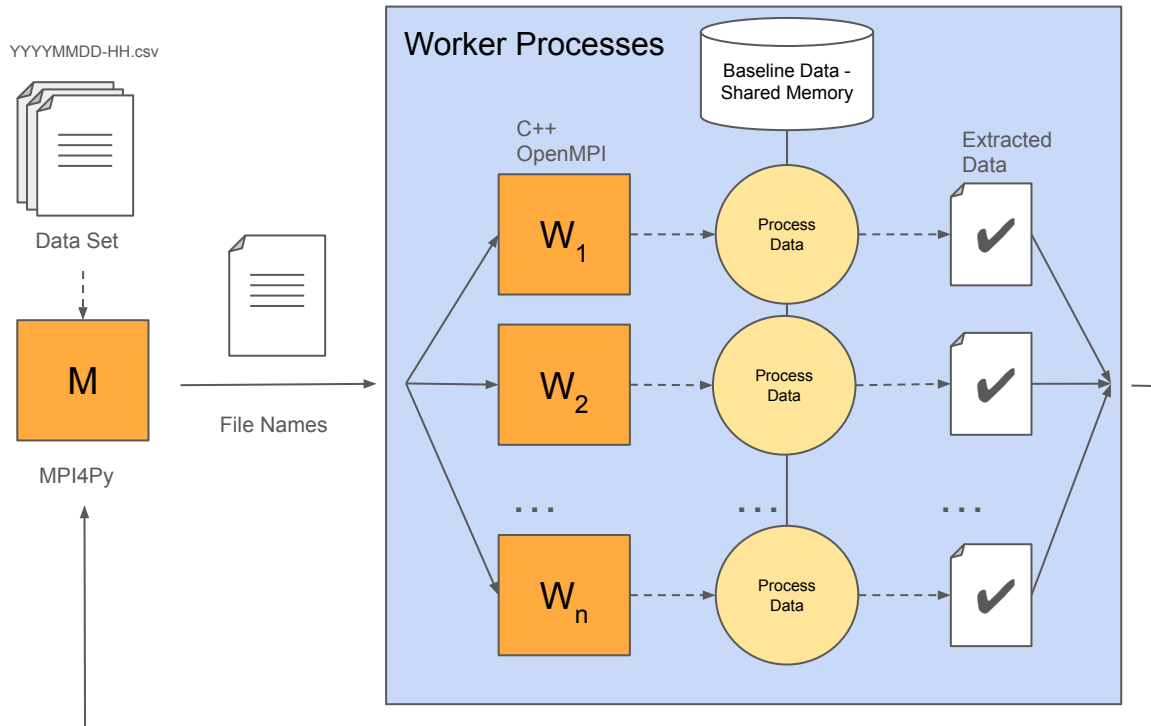 YYYYMMDD-HH.csv
Data Set
M
MPI4Py
File Names
Worker Processes
Baseline Data -
Shared Memory
C++
OpenMPI
Extracted
Data
W1
Process
Data
✔
W2
Process
Data
✔
... ... ...
Wn
Process
Data
✔